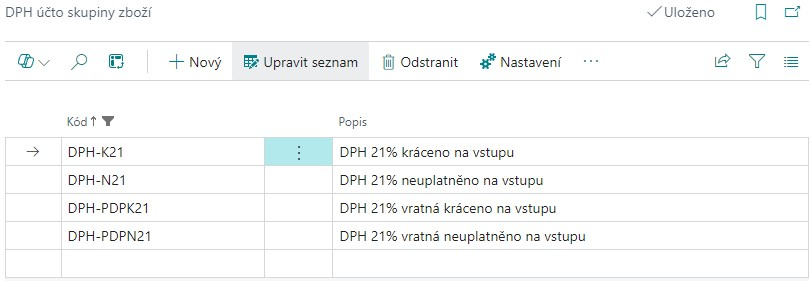 DPH účto skupiny zboží
Uloženo
Nový Upravit seznam Odstranit Nastavení
Kód Popis
DPH-K21 DPH 21% kráceno na vstupu
DPH-N21 DPH 21% neuplatněno na vstupu
DPH-PDPK21 DPH 21% vratná kráceno na vstupu
DPH-PDPN21 DPH 21% vratná neuplatněno na vstupu